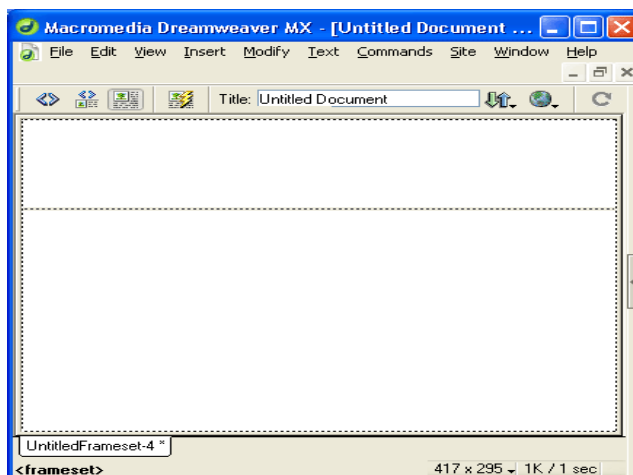 Macromedia Dreamweaver MX - [Untitled Document ...
File Edit View Insert Modify Text Commands Site Window Help
Title: Untitled Document
UntitledFrameset-4 *
<frameset> 417 x 295 1K / 1 sec